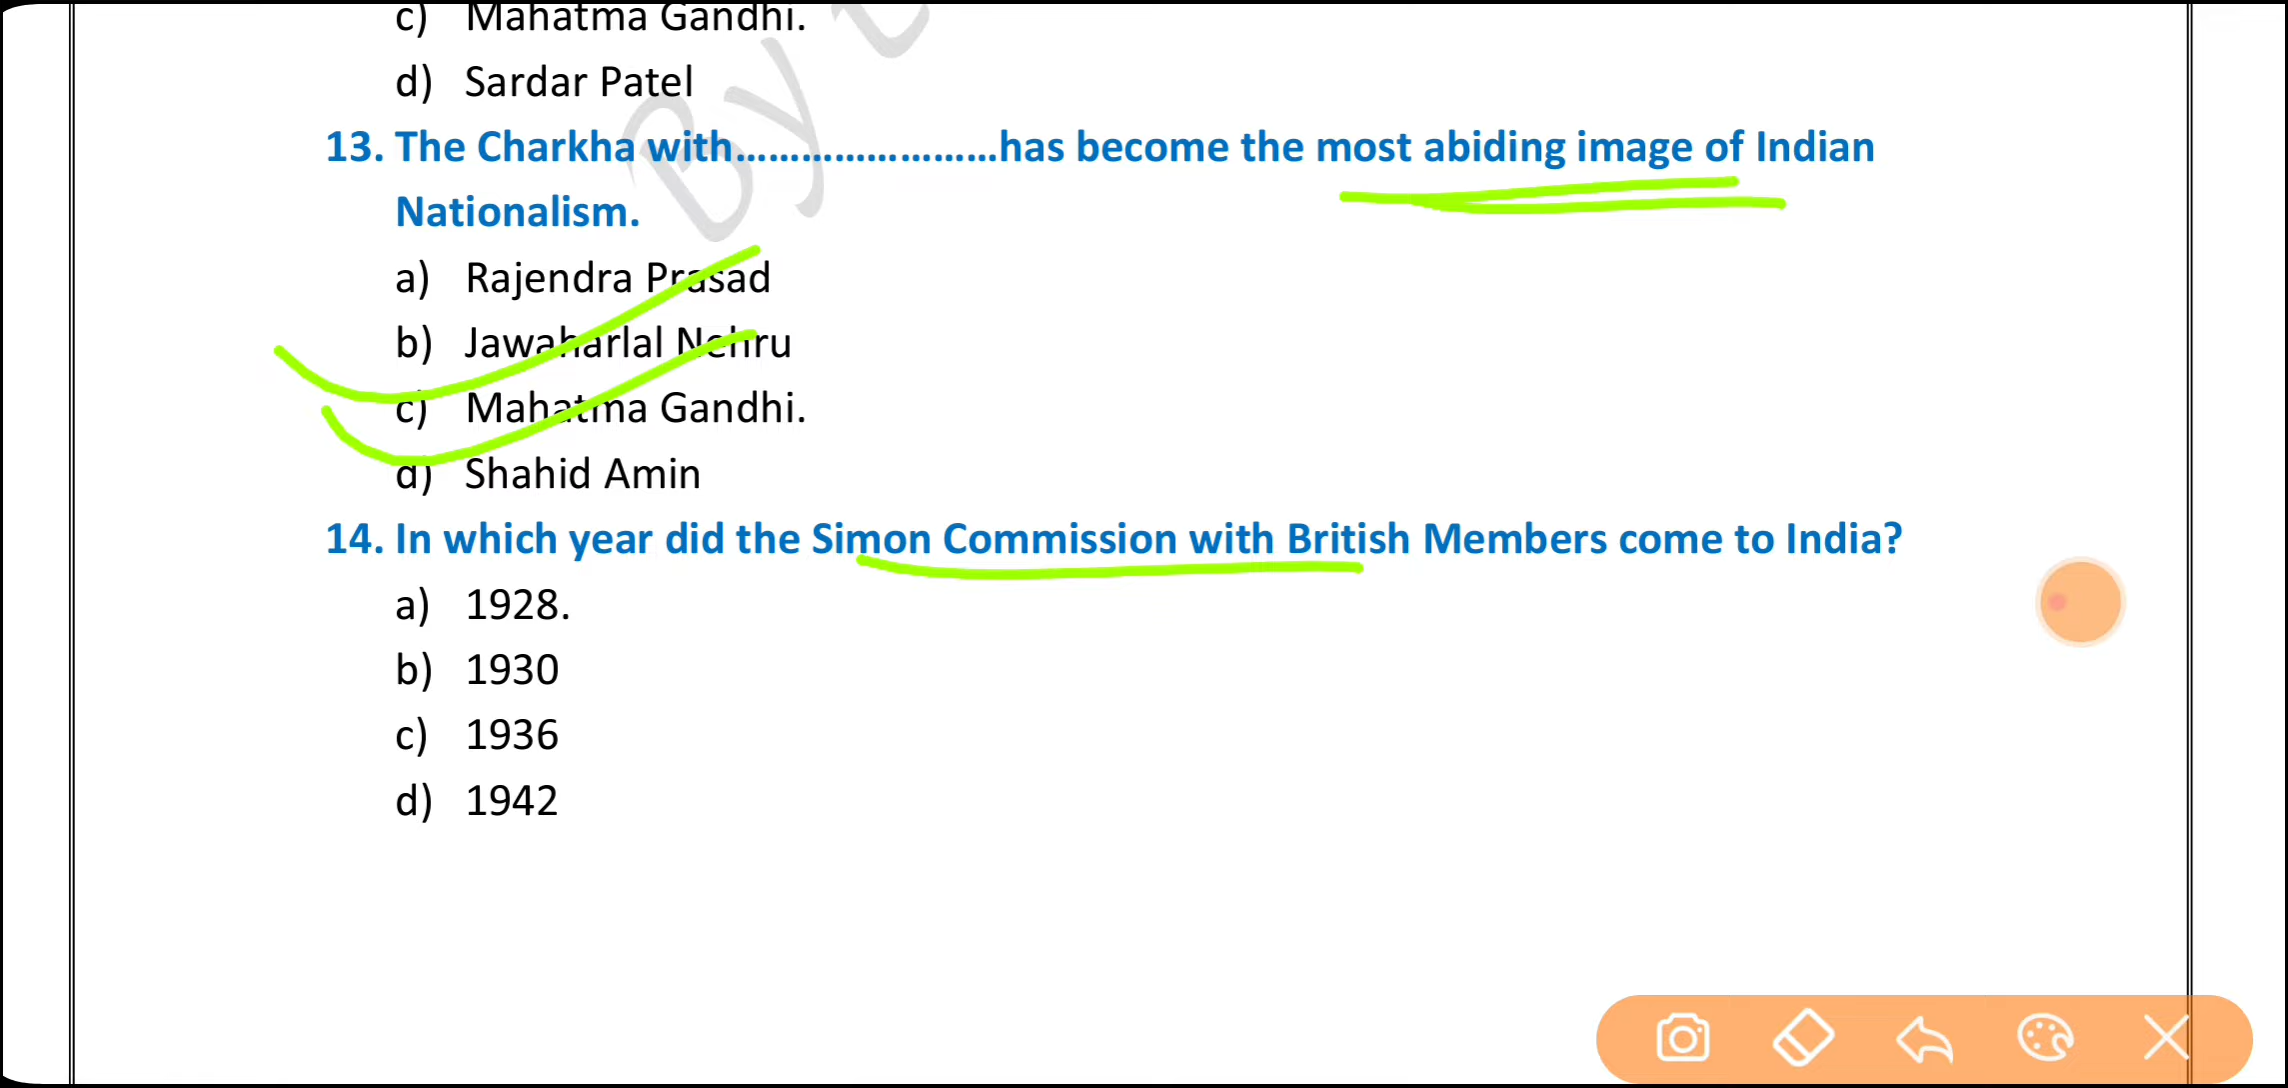 c) Mahatma Gandhi.
d) Sardar Patel
13. The Charkha with........................has become the most abiding image of Indian
Nationalism.
a) Rajendra Prasad
b) Jawaharlal Nehru
c) Mahatma Gandhi.
d) Shahid Amin
14. In which year did the Simon Commission with British Members come to India?
a) 1928.
b) 1930
c) 1936
d) 1942
By